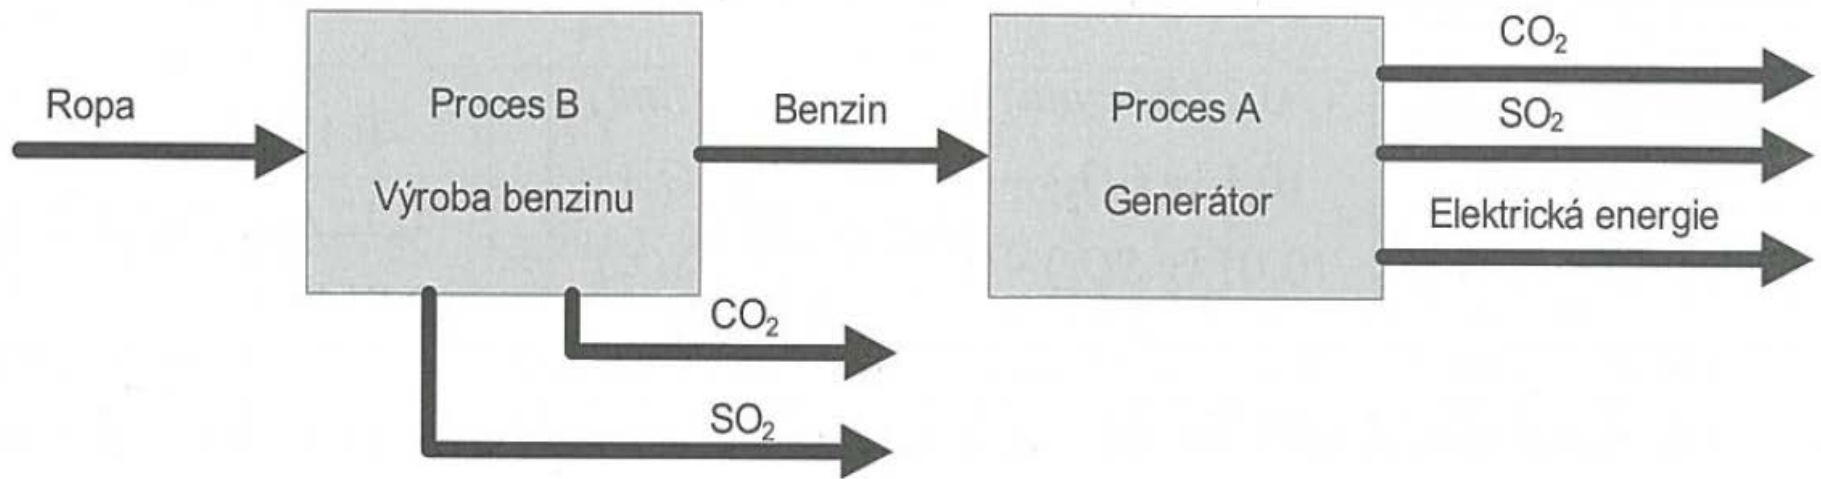 Ropa
Proces B
Výroba benzinu
Benzin
Proces A
Generátor
CO₂
SO₂
Elektrická energie
CO₂
SO₂